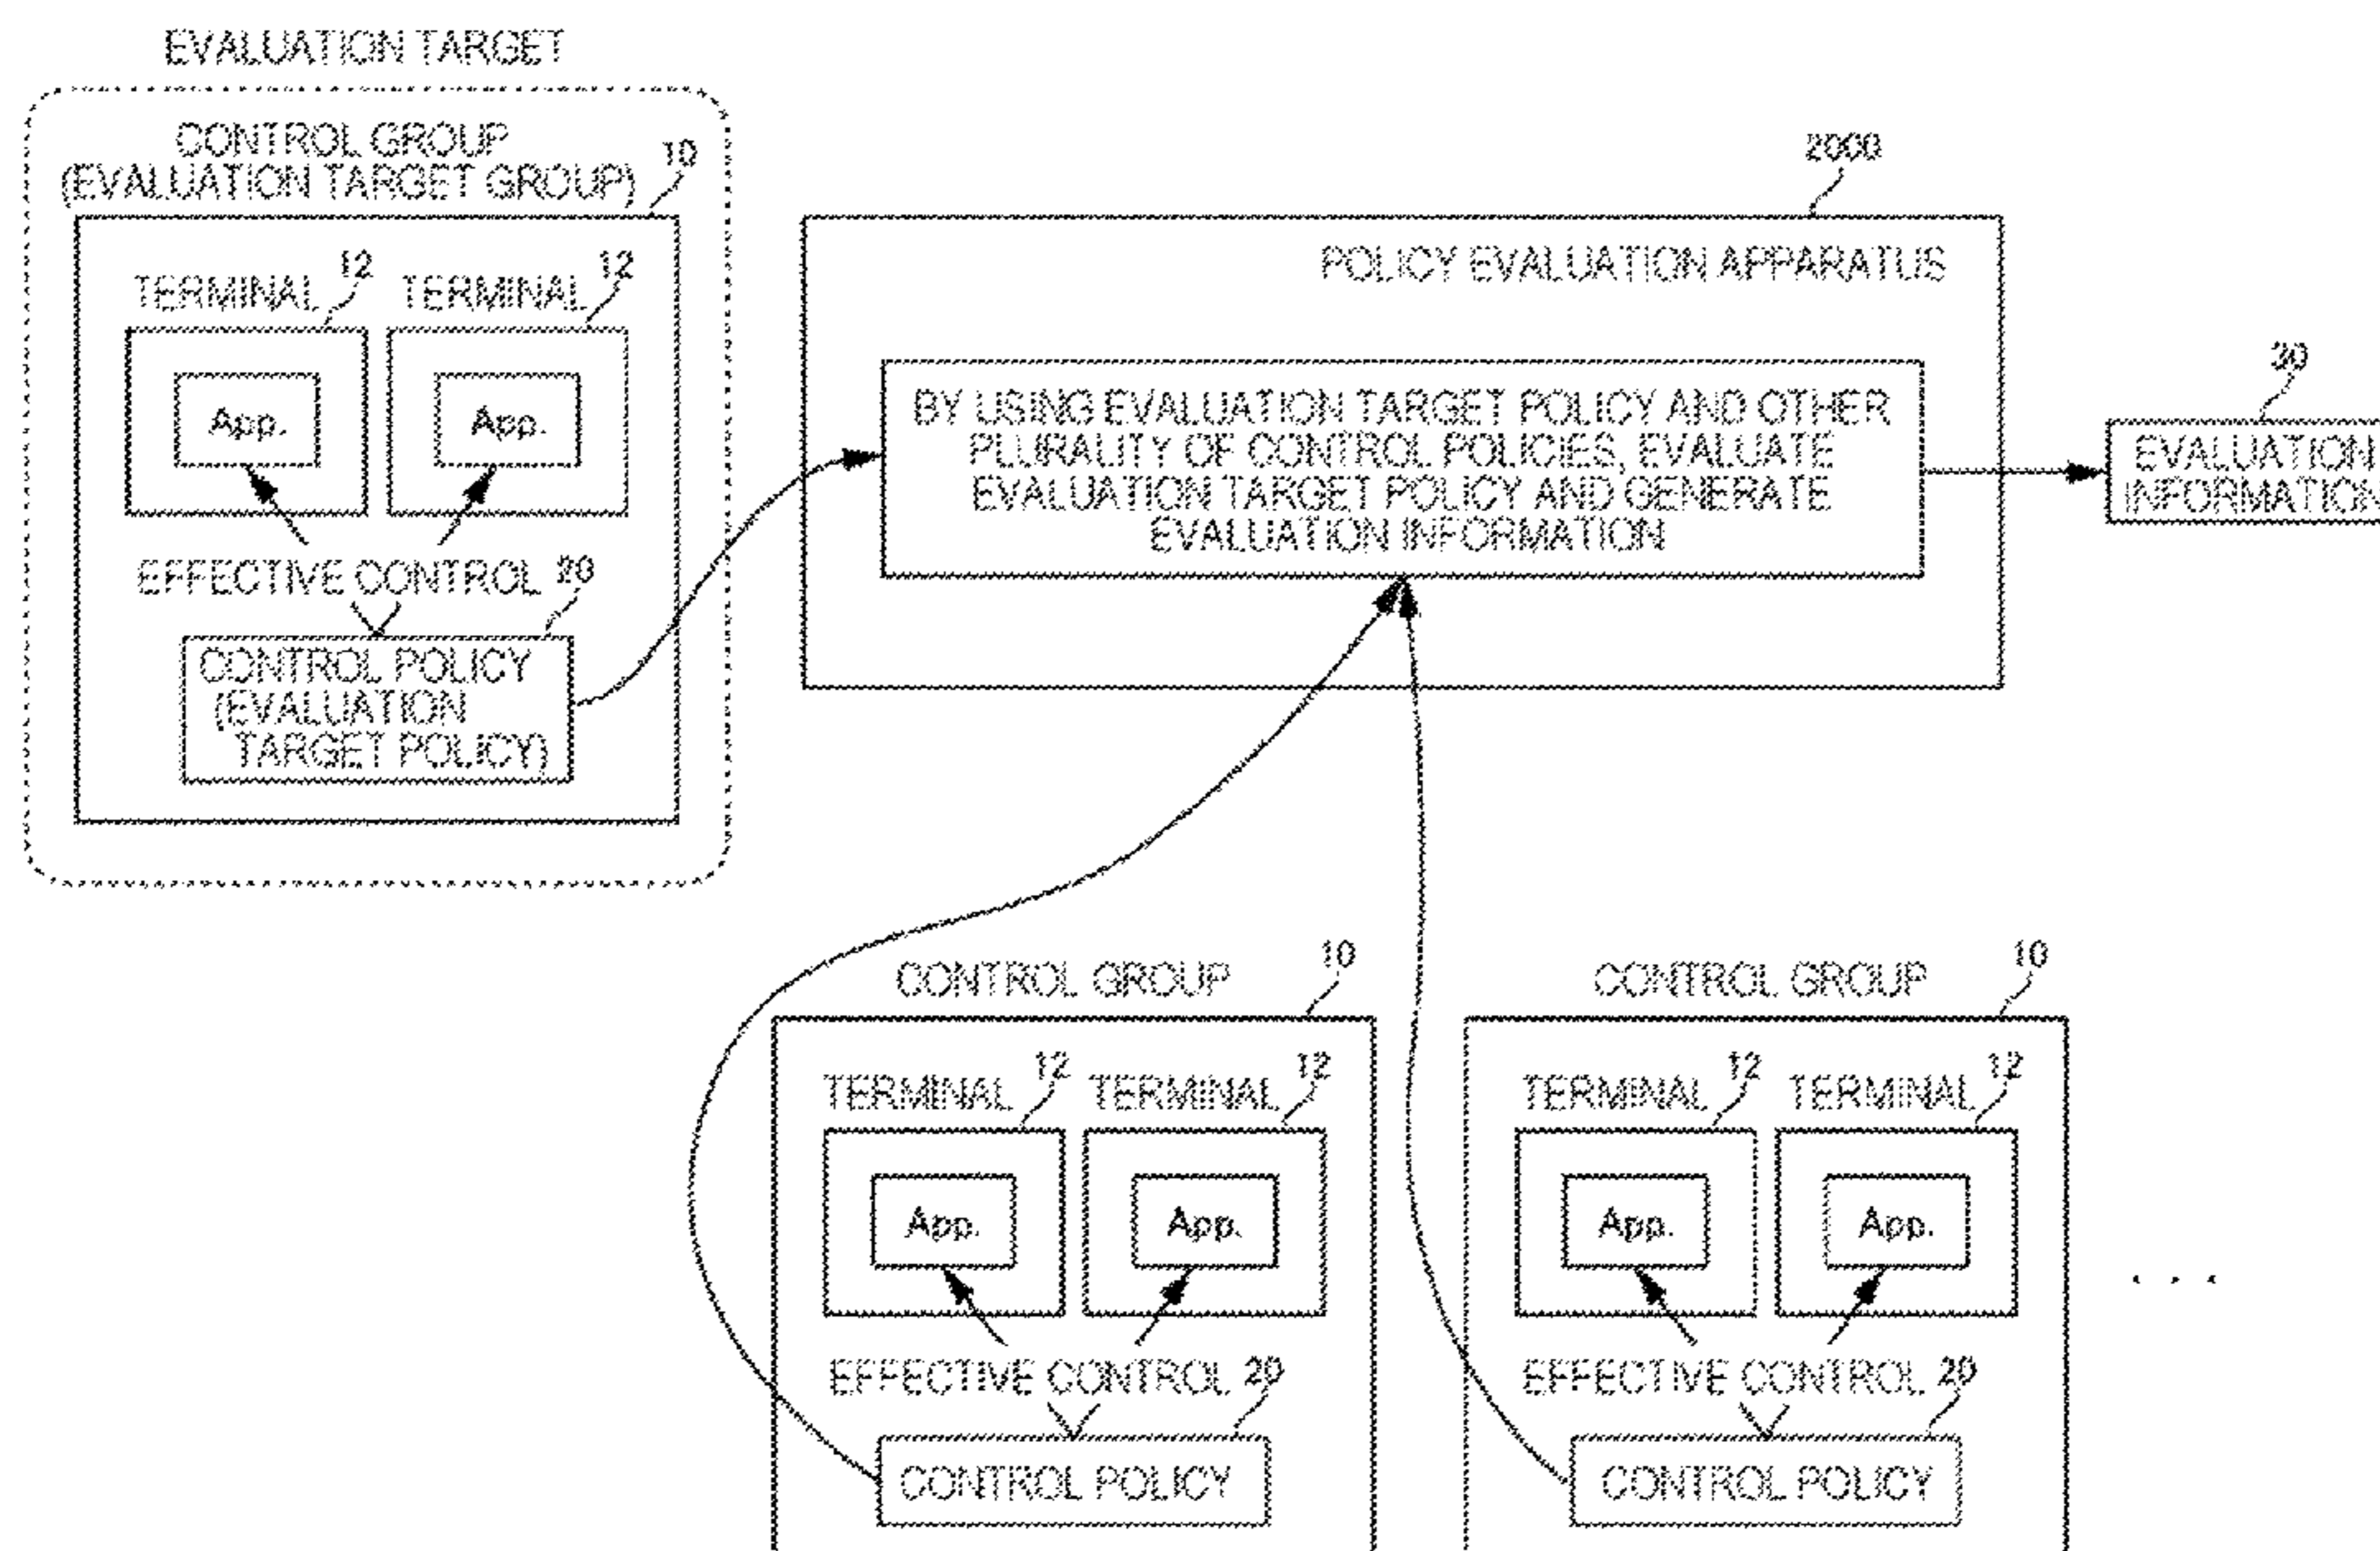 EVALUATION TARGET
CONTROL GROUP
(EVALUATION TARGET GROUP)
10
TERMINAL
12
TERMINAL
12
App.
App.
EFFECTIVE CONTROL
20
CONTROL POLICY
(EVALUATION
TARGET POLICY)
2000
POLICY EVALUATION APPARATUS
BY USING EVALUATION TARGET POLICY AND OTHER
PLURALITY OF CONTROL POLICIES, EVALUATE
EVALUATION TARGET POLICY AND GENERATE
EVALUATION INFORMATION
30
EVALUATION
INFORMATION
CONTROL GROUP
10
TERMINAL
12
TERMINAL
12
App.
App.
EFFECTIVE CONTROL
20
CONTROL POLICY
CONTROL GROUP
10
TERMINAL
12
TERMINAL
12
App.
App.
EFFECTIVE CONTROL
20
CONTROL POLICY
. . .